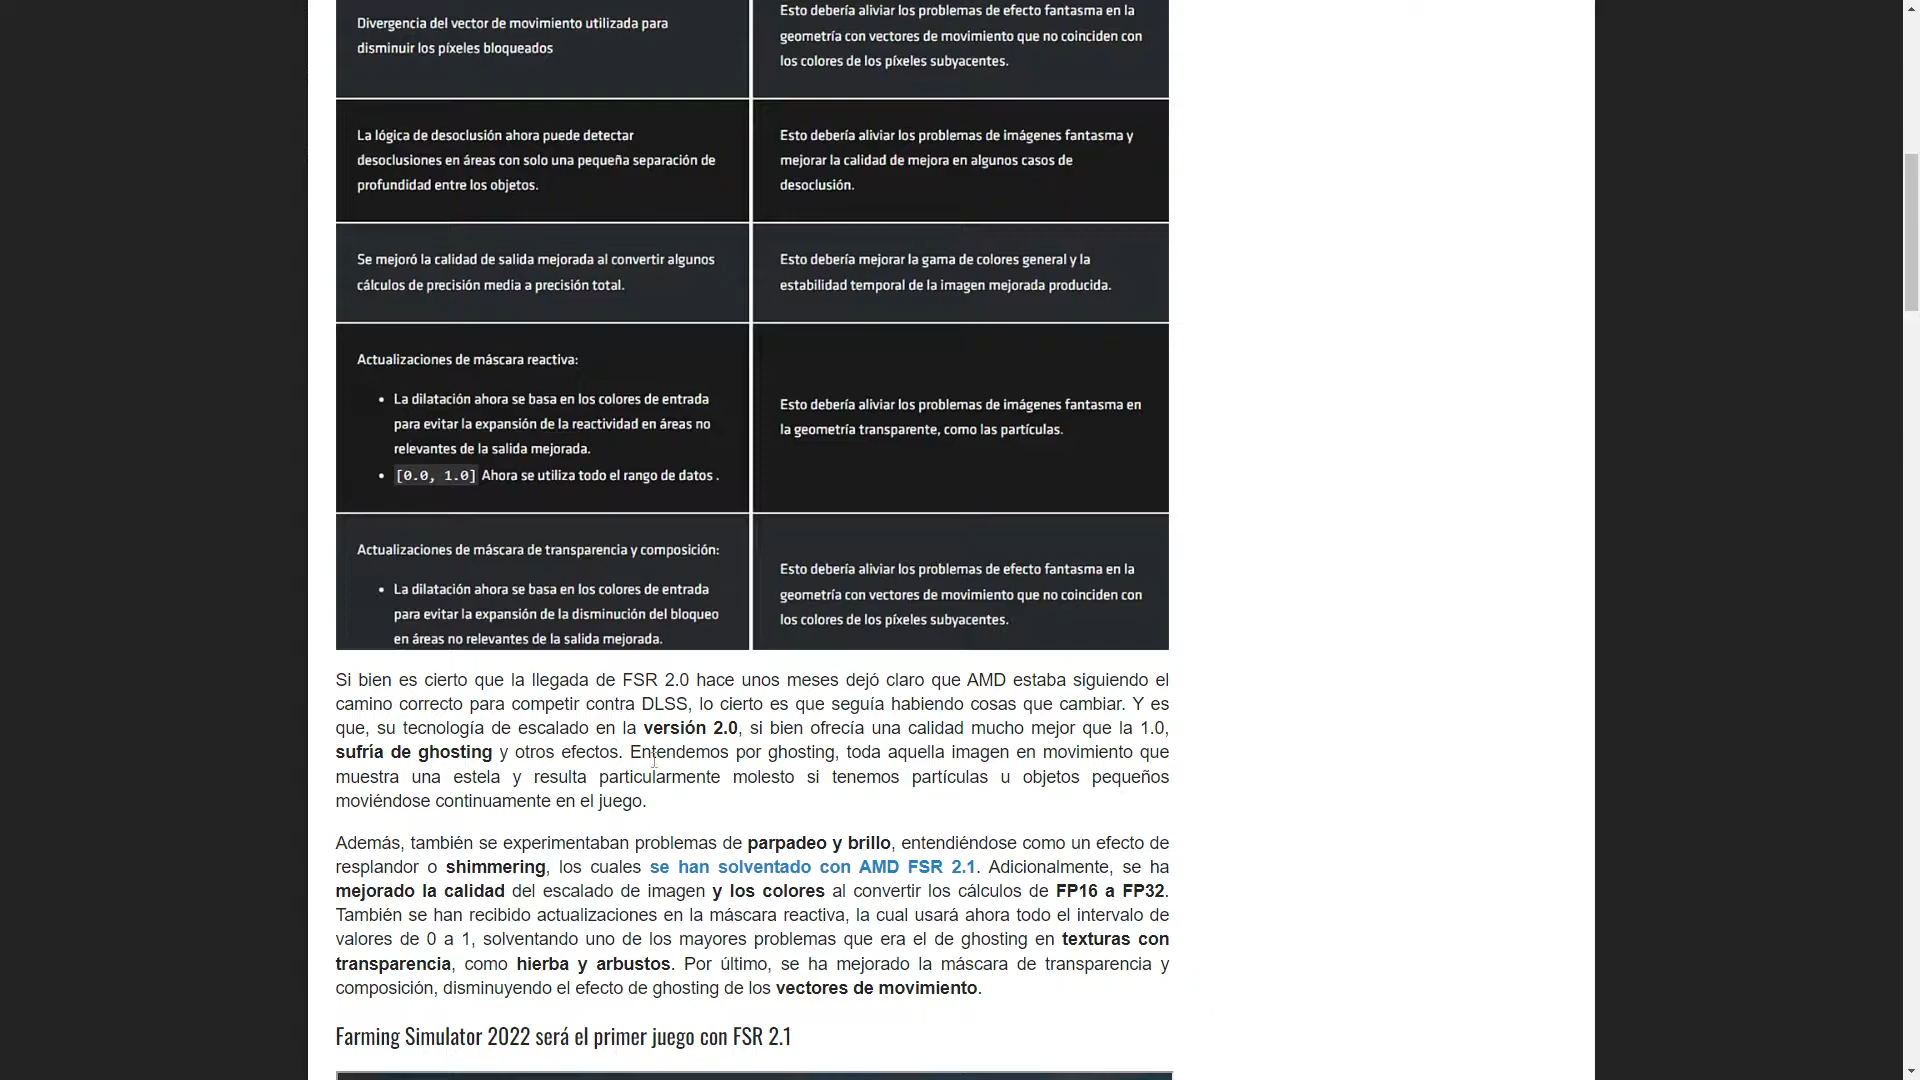 Divergencia del vector de movimiento utilizada para
disminuir los píxeles bloqueados
Esto debería aliviar los problemas de efecto fantasma en la
geometría con vectores de movimiento que no coinciden con
los colores de los píxeles subyacentes.
La lógica de desoclusión ahora puede detectar
desoclusiones en áreas con solo una pequeña separación de
profundidad entre los objetos.
Esto debería aliviar los problemas de imágenes fantasma y
mejorar la calidad de mejora en algunos casos de
desoclusión.
Se mejoró la calidad de salida mejorada al convertir algunos
cálculos de precisión media a precisión total.
Esto debería mejorar la gama de colores general y la
estabilidad temporal de la imagen mejorada producida.
Actualizaciones de máscara reactiva:
• La dilatación ahora se basa en los colores de entrada
para evitar la expansión de la reactividad en áreas no
relevantes de la salida mejorada.
• [0.0, 1.0] Ahora se utiliza todo el rango de datos .
Esto debería aliviar los problemas de imágenes fantasma en
la geometría transparente, como las partículas.
Actualizaciones de máscara de transparencia y composición:
• La dilatación ahora se basa en los colores de entrada
para evitar la expansión de la disminución del bloqueo
en áreas no relevantes de la salida mejorada.
Esto debería aliviar los problemas de efecto fantasma en la
geometría con vectores de movimiento que no coinciden con
los colores de los píxeles subyacentes.
Si bien es cierto que la llegada de FSR 2.0 hace unos meses dejó claro que AMD estaba siguiendo el
camino correcto para competir contra DLSS, lo cierto es que seguía habiendo cosas que cambiar. Y es
que, su tecnología de escalado en la versión 2.0, si bien ofrecía una calidad mucho mejor que la 1.0,
sufría de ghosting y otros efectos. Entendemos por ghosting, toda aquella imagen en movimiento que
muestra una estela y resulta particularmente molesto si tenemos partículas u objetos pequeños
moviéndose continuamente en el juego.
Además, también se experimentaban problemas de parpadeo y brillo, entendiéndose como un efecto de
resplandor o shimmering, los cuales se han solventado con AMD FSR 2.1. Adicionalmente, se ha
mejorado la calidad del escalado de imagen y los colores al convertir los cálculos de FP16 a FP32.
También se han recibido actualizaciones en la máscara reactiva, la cual usará ahora todo el intervalo de
valores de 0 a 1, solventando uno de los mayores problemas que era el de ghosting en texturas con
transparencia, como hierba y arbustos. Por último, se ha mejorado la máscara de transparencia y
composición, disminuyendo el efecto de ghosting de los vectores de movimiento.
Farming Simulator 2022 será el primer juego con FSR 2.1